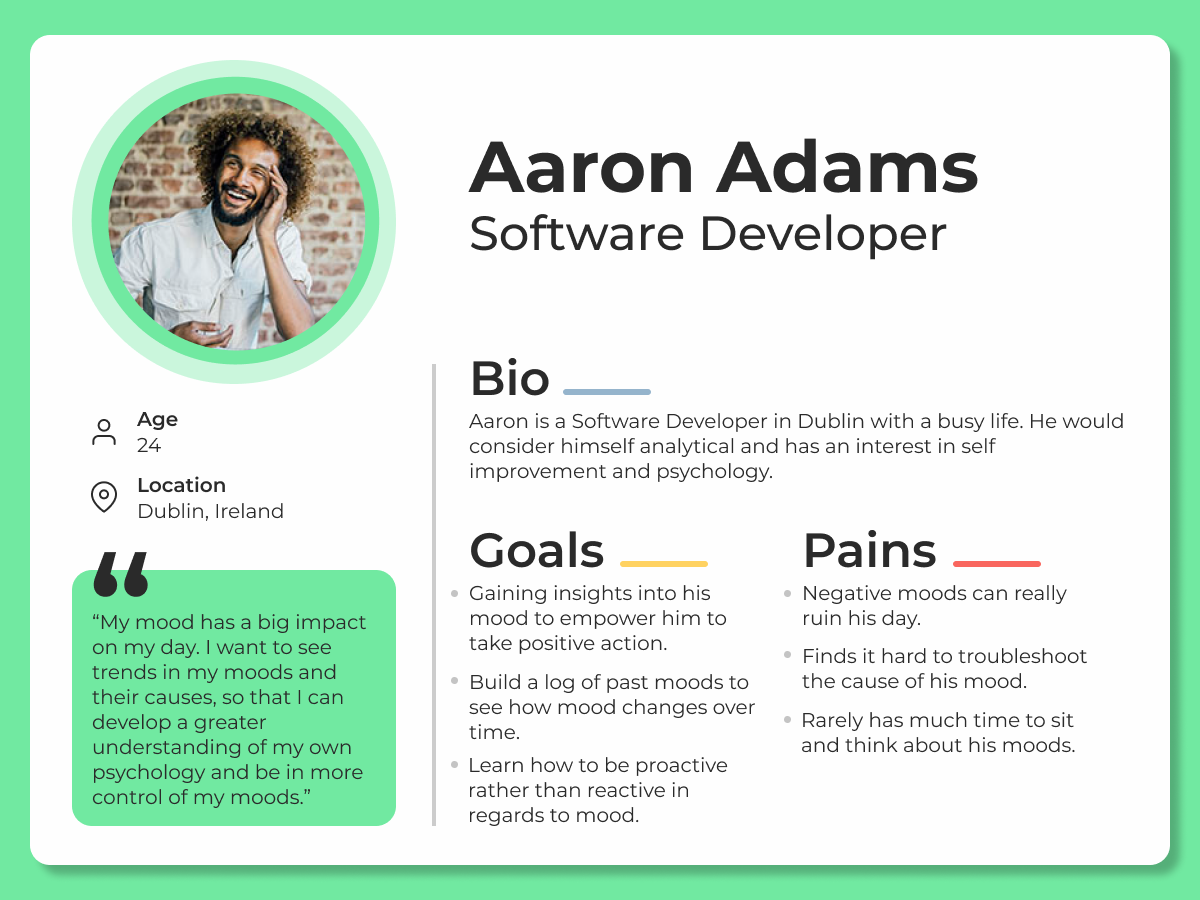 Aaron Adams
Software Developer
Age
24
Location
Dublin, Ireland
“
“My mood has a big impact
on my day. I want to see
trends in my moods and
their causes, so that I can
develop a greater
understanding of my own
psychology and be in more
control of my moods.”
Bio
Aaron is a Software Developer in Dublin with a busy life. He would
consider himself analytical and has an interest in self
improvement and psychology.
Goals
Gaining insights into his
mood to empower him to
take positive action.
Build a log of past moods to
see how mood changes over
time.
Learn how to be proactive
rather than reactive in
regards to mood.
Pains
Negative moods can really
ruin his day.
Finds it hard to troubleshoot
the cause of his mood.
Rarely has much time to sit
and think about his moods.